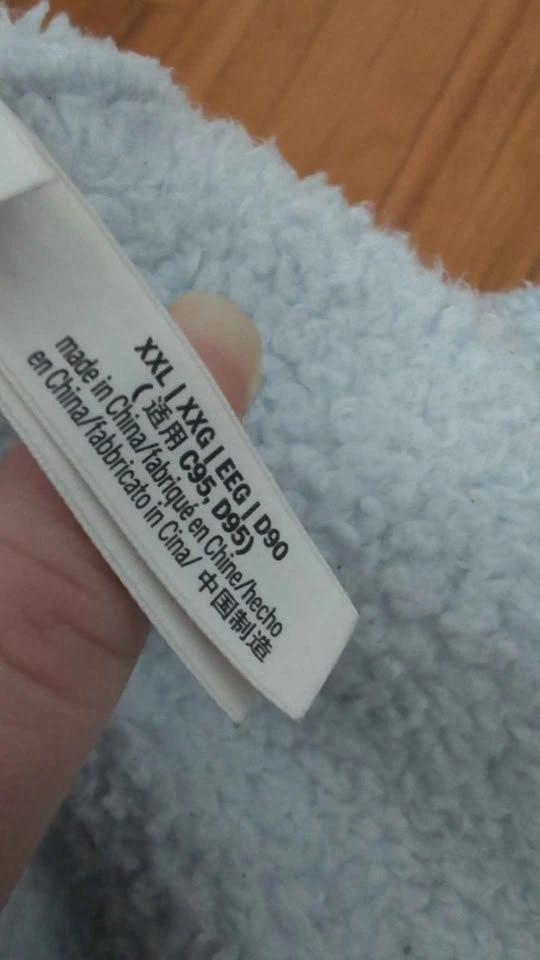 XXL | XXG | EEG | D90
(适用 C95, D95)
made in China/fabriqué en Chine/hecho
en China/fabbricato in Cina/ 中国制造